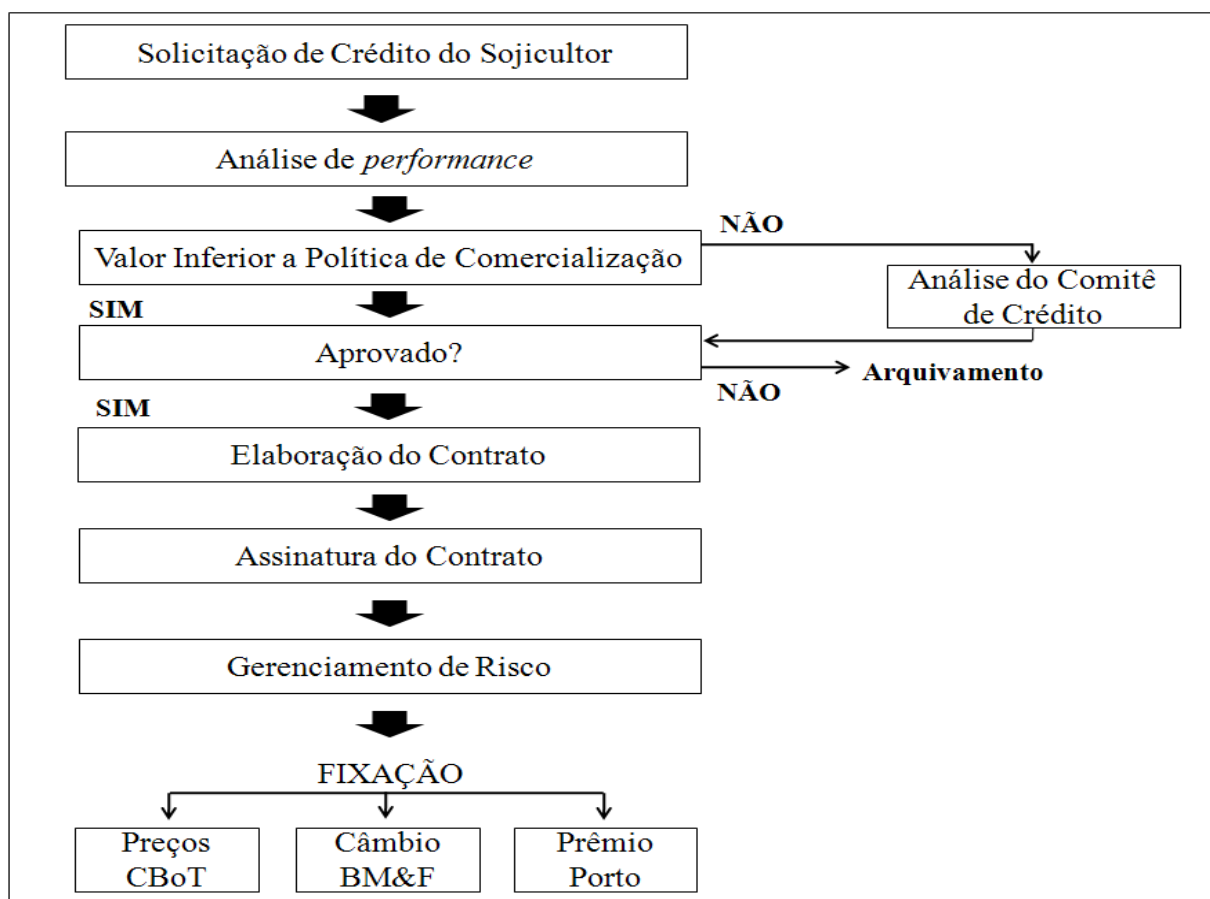 Solicitação de Crédito do Sojicultor
Análise de performance
NÃO
Valor Inferior a Política de Comercialização
Análise do Comitê
de Crédito
SIM
Aprovado?
NÃO
Arquivamento
SIM
Elaboração do Contrato
Assinatura do Contrato
Gerenciamento de Risco
FIXAÇÃO
Preços
CBoT
Câmbio
BM&F
Prêmio
Porto